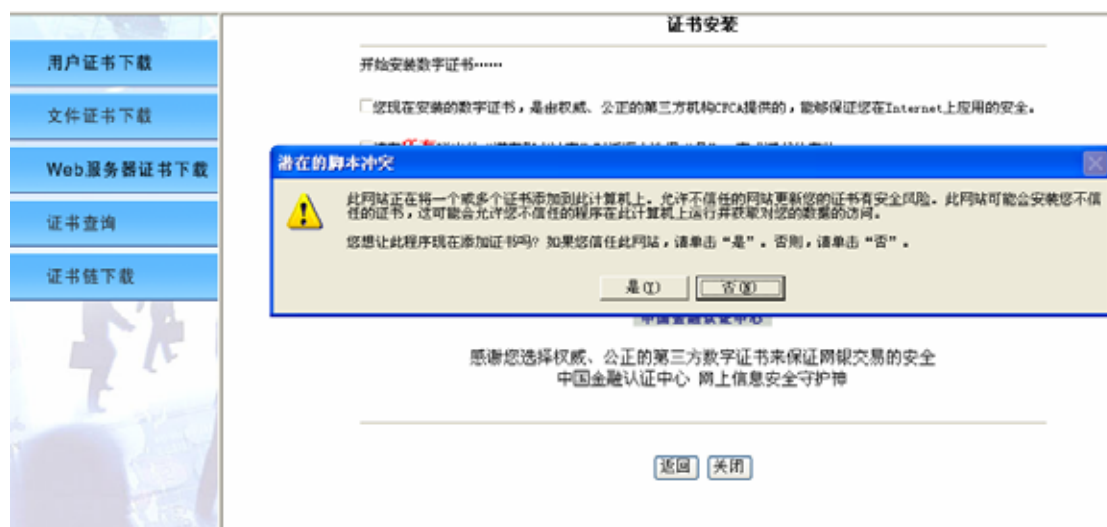 证书安装
用户证书下载
文件证书下载
Web服务器证书下载
证书查询
证书链下载
开始安装数字证书……
您现在安装的数字证书，是由权威、公正的第三方机构CFCA提供的，能够保证您在Internet上应用的安全。
潜在的脚本冲突
此网站正在将一个或多个证书添加到此计算机上。允许不信任的网站更新您的证书有安全风险。此网站可能会安装您不信
任的证书，这可能会允许您不信任的程序在此计算机上运行并获取对您的数据的访问。
您想让此程序现在添加证书吗? 如果您信任此网站，请单击“是”。否则，请单击“否”。
是(Y)
否(N)
中国金融认证中心
感谢您选择权威、公正的第三方数字证书来保证网银交易的安全
中国金融认证中心 网上信息安全守护神
返回
关闭